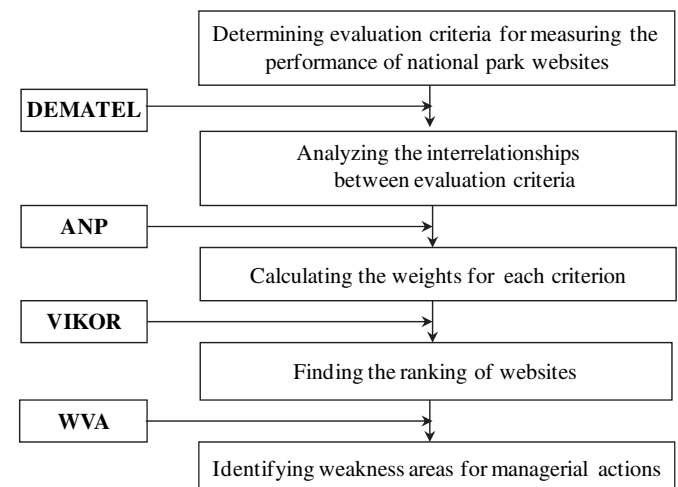 Determining evaluation criteria for measuring the
performance of national park websites
DEMATEL
Analyzing the interrelationships
between evaluation criteria
ANP
Calculating the weights for each criterion
VIKOR
Finding the ranking of websites
WVA
Identifying weakness areas for managerial actions